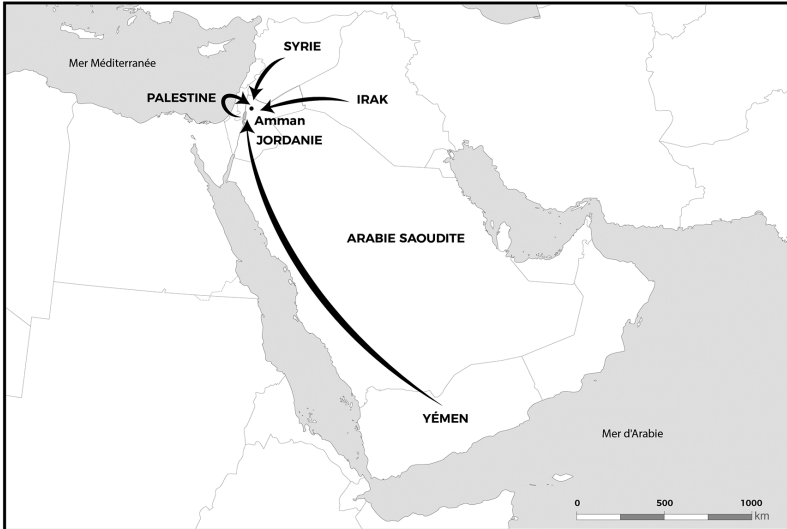 SYRIE
Mer Méditerranée
PALESTINE
IRAK
Amman
JORDANIE
ARABIE SAOUDITE
YÉMEN
Mer d'Arabie
0 500 1000
km